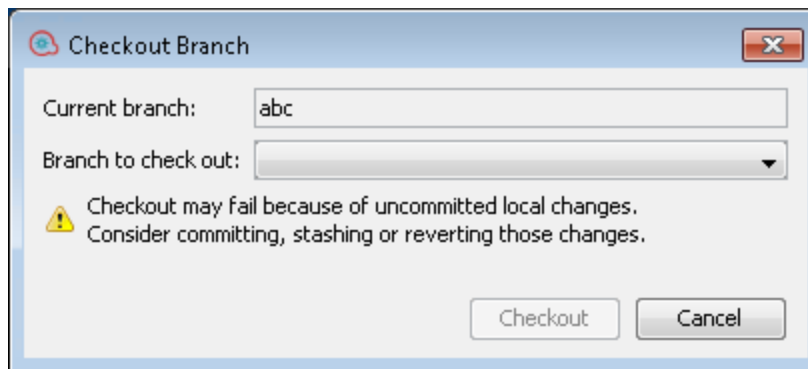 Checkout Branch
Current branch: abc
Branch to check out:
Checkout may fail because of uncommitted local changes.
Consider committing, stashing or reverting those changes.
Checkout Cancel